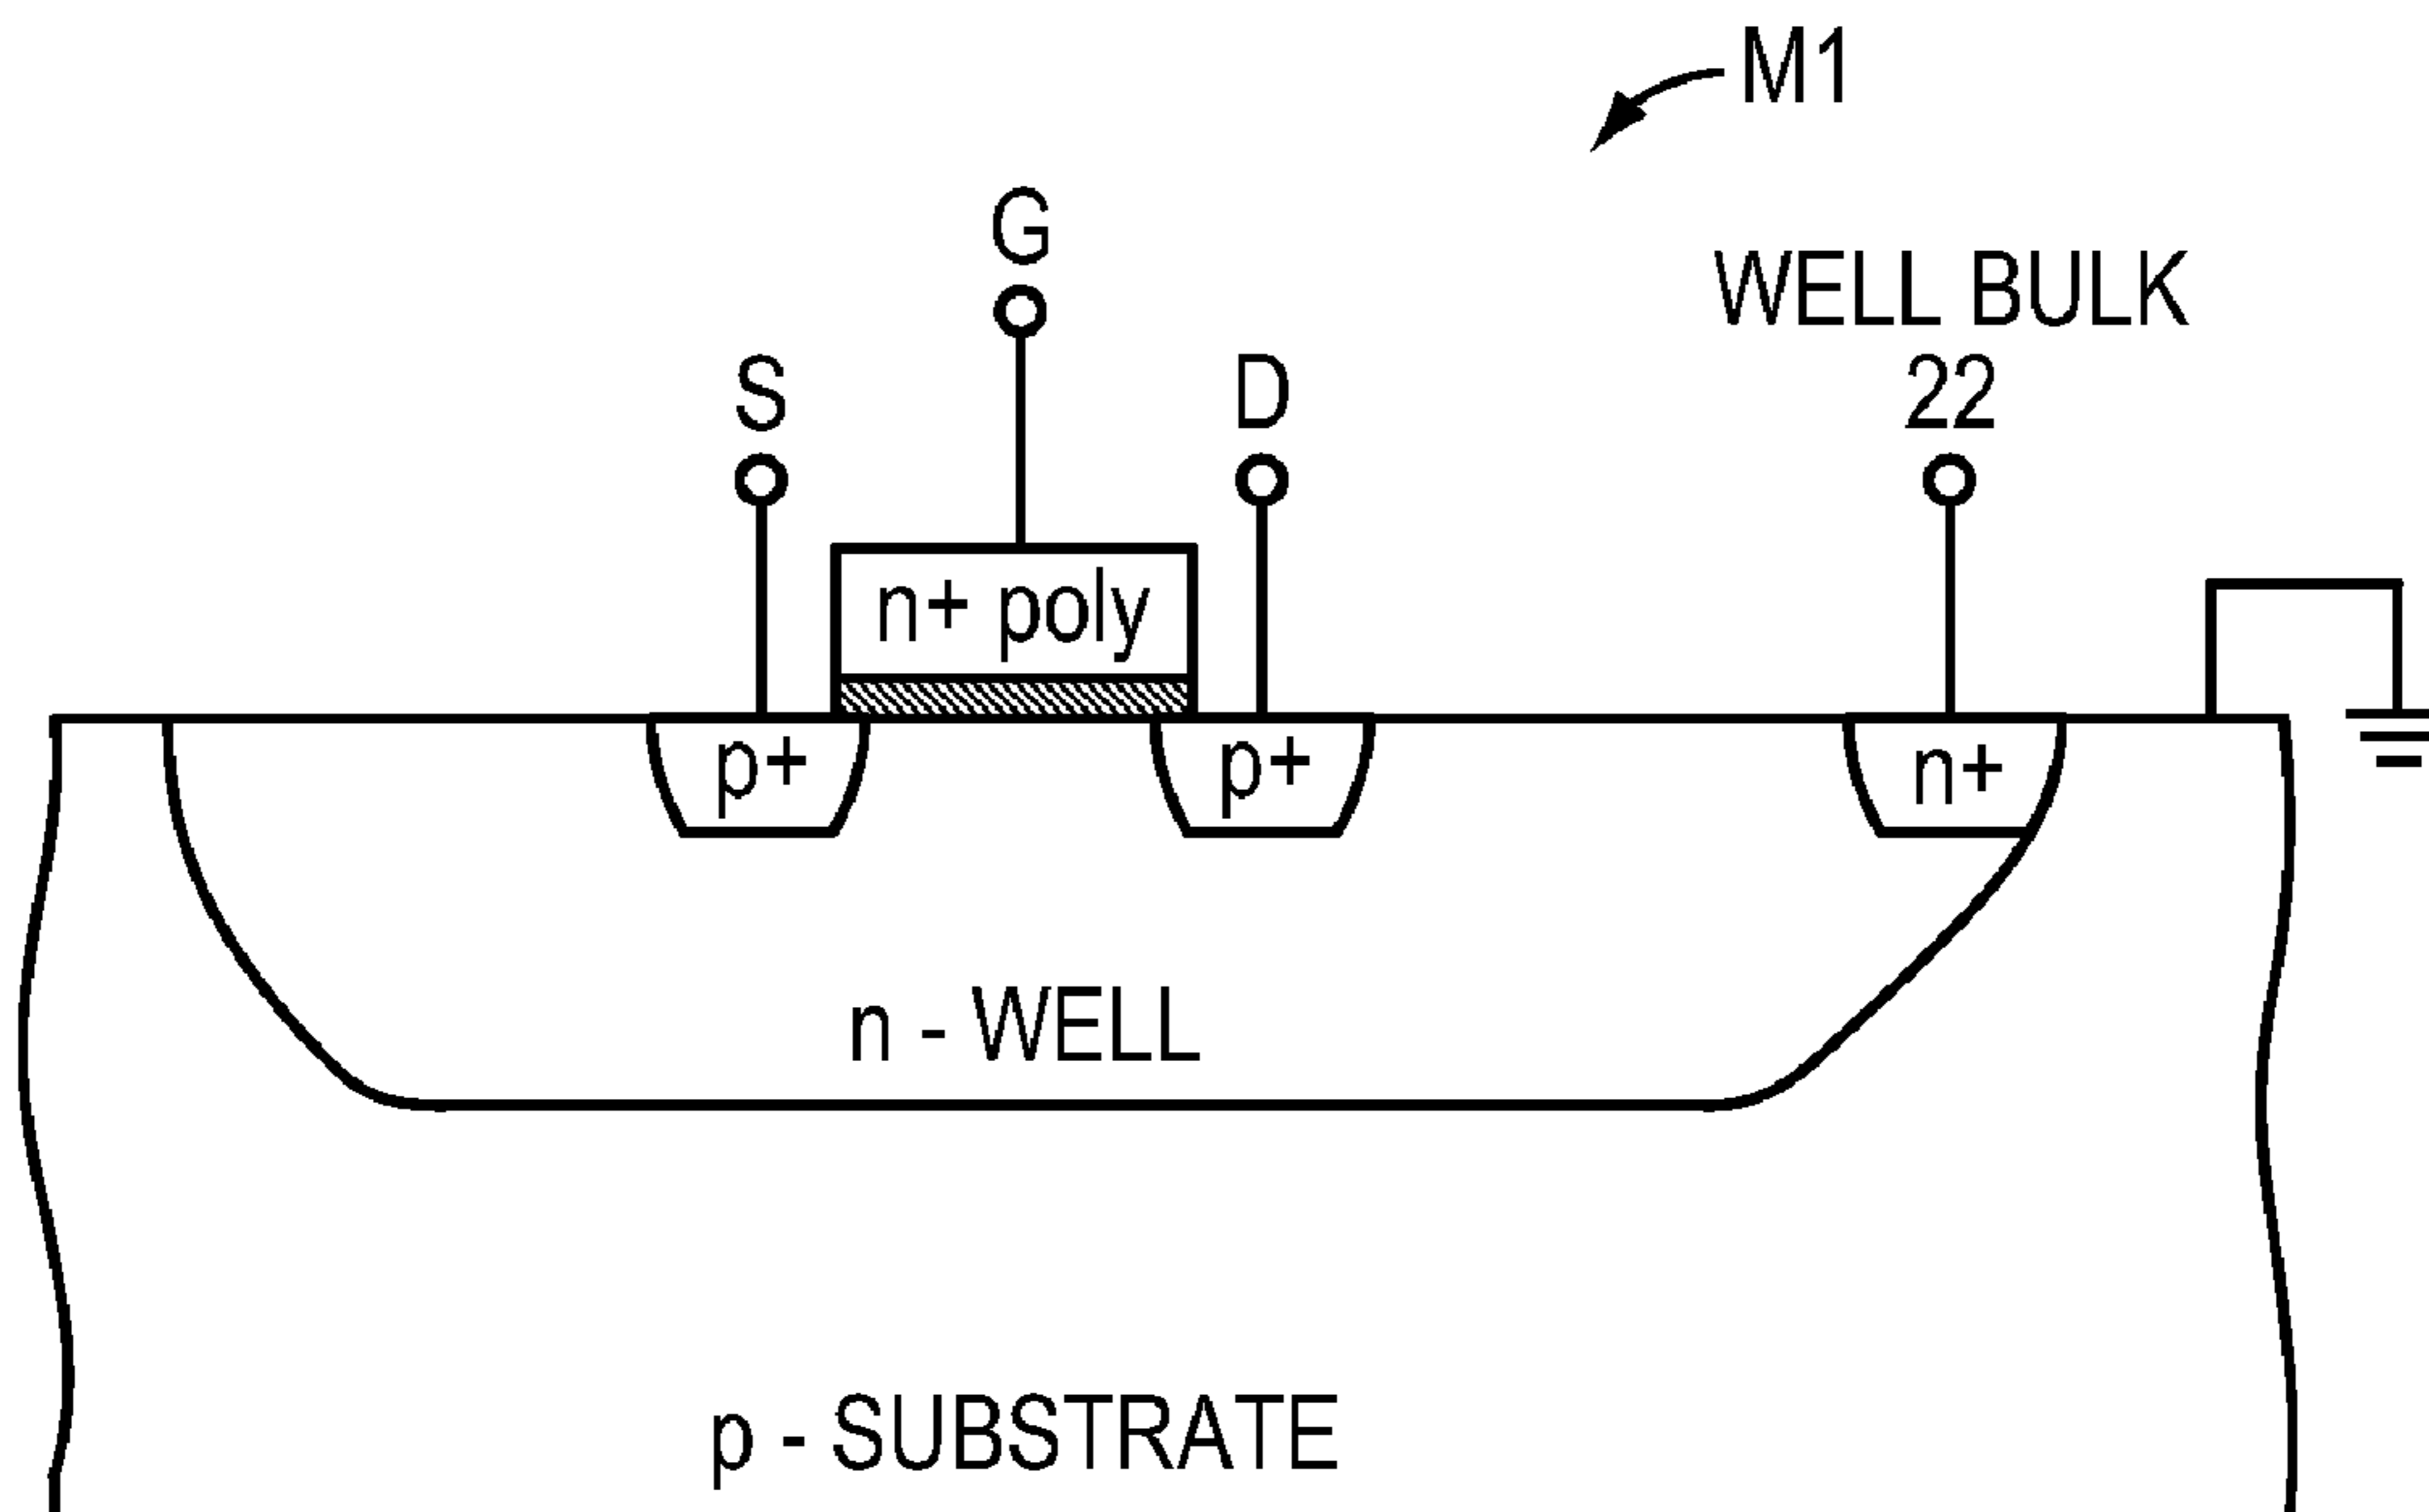 M1
G
WELL BULK
S
D
22
n+ poly
p+
p+
n+
n - WELL
p - SUBSTRATE